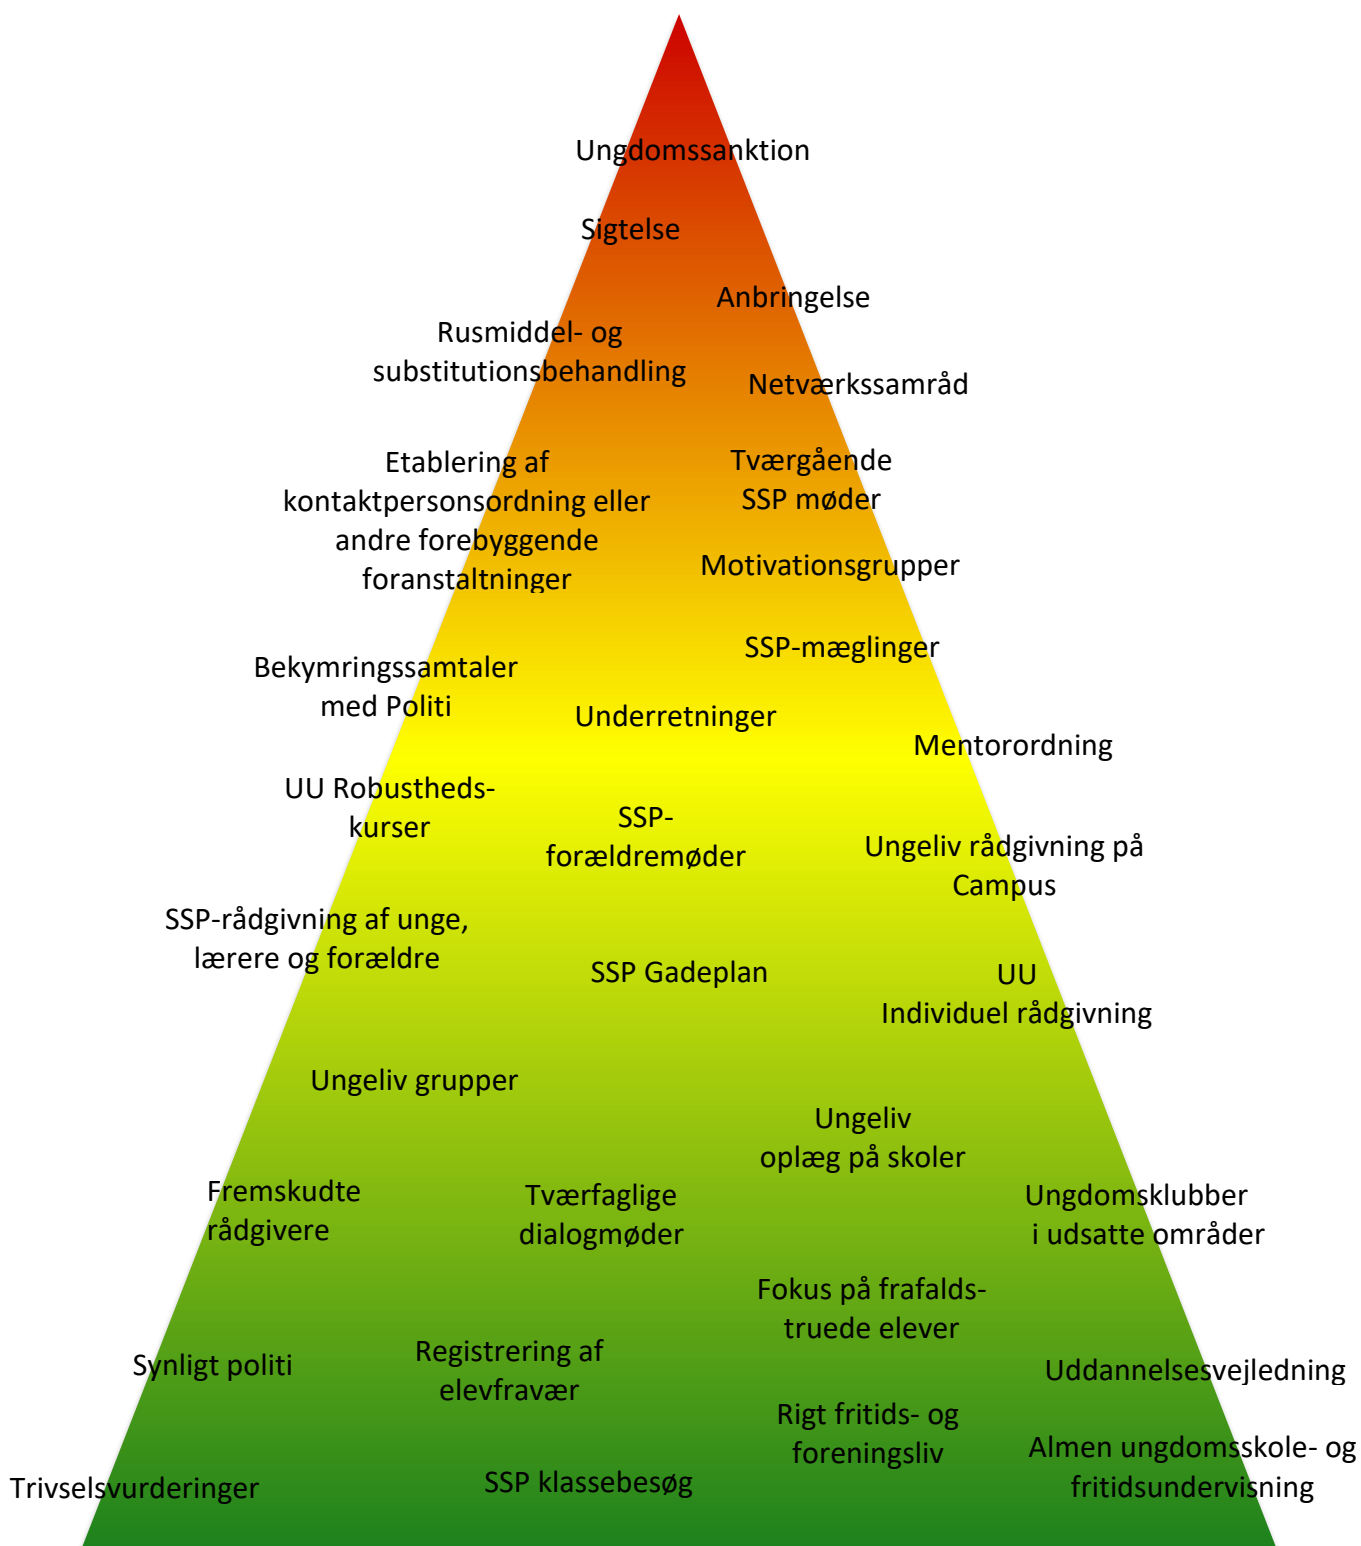 Ungdomssanktion
Sigtelse
Anbringelse
Rusmiddel- og
substitutionsbehandling
Netværkssamråd
Etablering af
kontaktpersonsordning eller
andre forebyggende
foranstaltninger
Tværgående
SSP møder
Motivationsgrupper
SSP-mæglinger
Bekymringssamtaler
med Politi
Underretninger
Mentorordning
UU Robustheds-
kurser
SSP-
forældremøder
Ungeliv rådgivning på
Campus
SSP-rådgivning af unge,
lærere og forældre
SSP Gadeplan
UU
Individuel rådgivning
Ungeliv grupper
Ungeliv
oplæg på skoler
Fremskudte
rådgivere
Tværfaglige
dialogmøder
Ungdomsklubber
i udsatte områder
Fokus på frafalds-
truede elever
Synligt politi
Registrering af
elevfravær
Uddannelsesvejledning
Rigt fritids- og
foreningsliv
Almen ungdomsskole- og
fritidsundervisning
Trivselsvurderinger
SSP klassebesøg